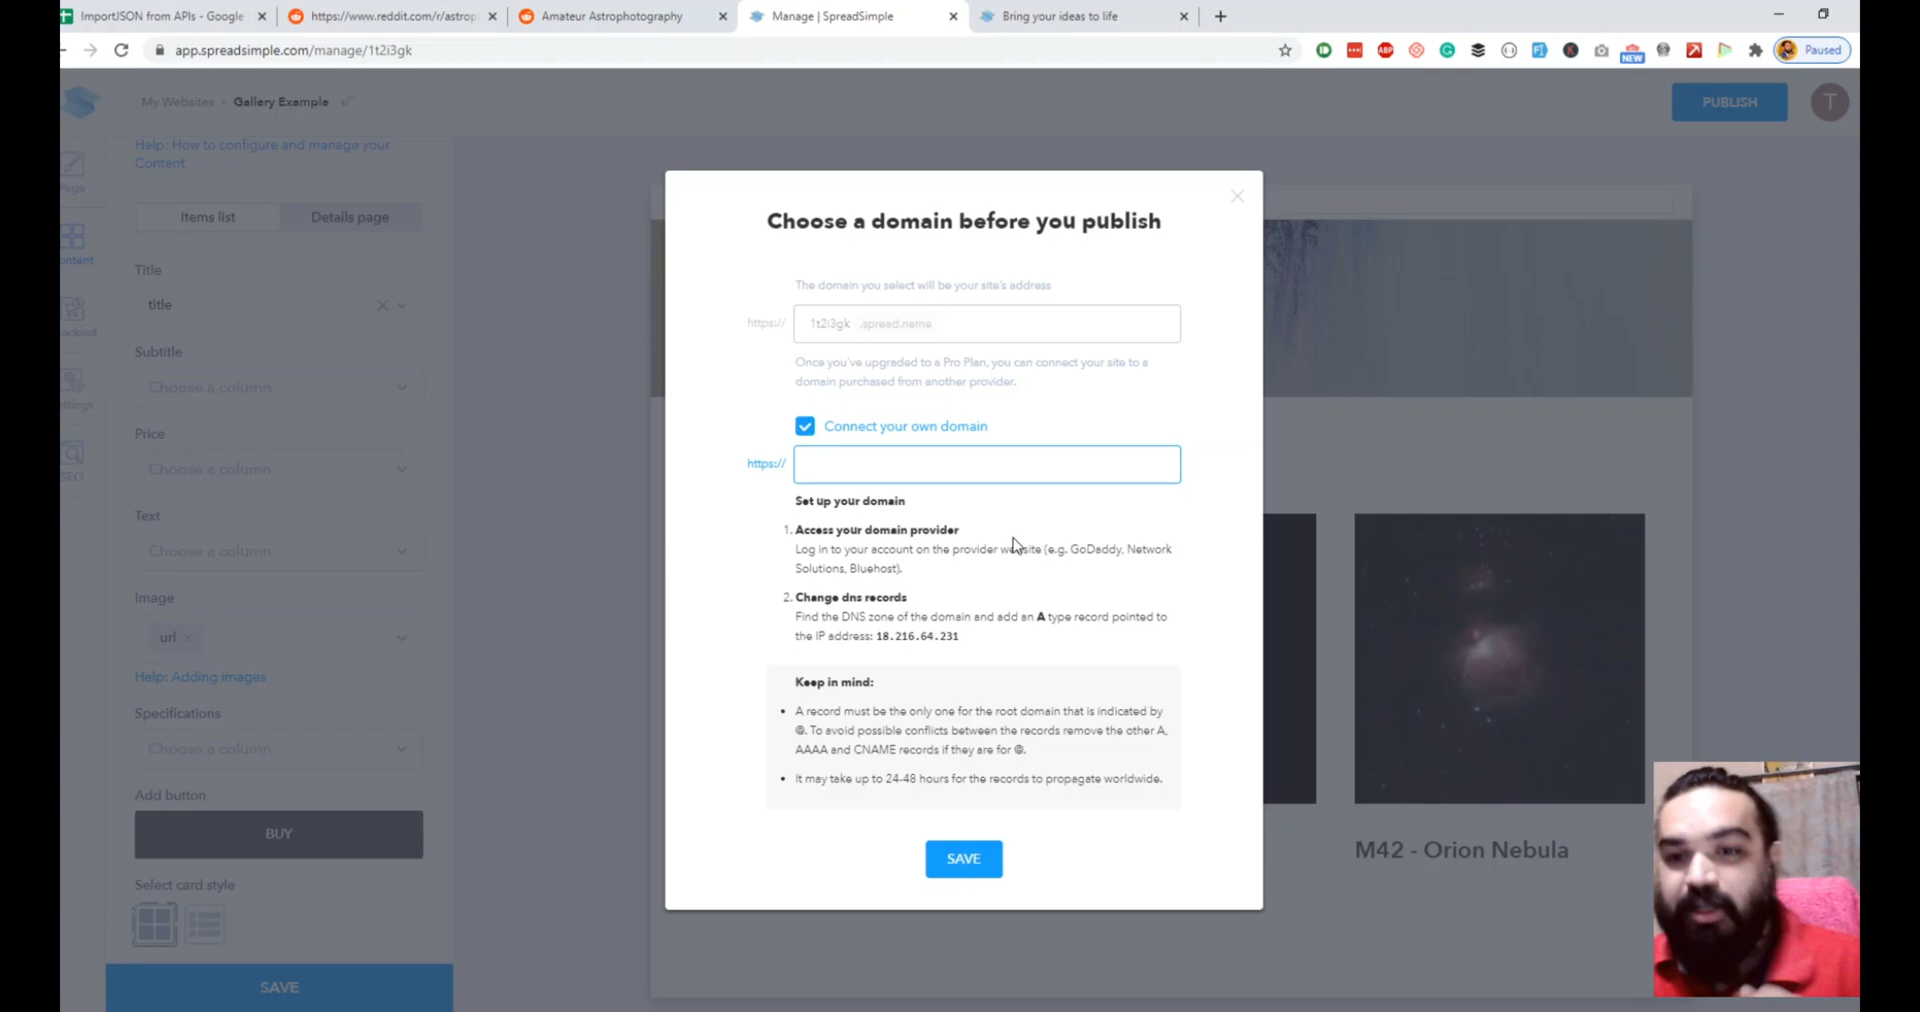 ImportJSON from APIs - Google
https://www.reddit.com/r/astrop
Amateur Astrophotography
Manage | SpreadSimple
Bring your ideas to life
app.spreadsimple.com/manage/1t2i3gk
ABP
NEW
Paused
My Websites
Gallery Example
PUBLISH
T
Help: How to configure and manage your
Content
Page
ontent
eckout
ettings
SEO
Items list
Details page
Title
title
Subtitle
Choose a column
Price
Choose a column
Text
Choose a column
Image
url
Help: Adding images
Specifications
Choose a column
Add button
BUY
Select card style
SAVE
Choose a domain before you publish
The domain you select will be your site's address
https:// 1t2i3gk .spread.name
Once you've upgraded to a Pro Plan, you can connect your site to a
domain purchased from another provider.
Connect your own domain
https://
Set up your domain
1. Access your domain provider
Log in to your account on the provider website (e.g. GoDaddy, Network
Solutions, Bluehost).
2. Change dns records
Find the DNS zone of the domain and add an A type record pointed to
the IP address: 18.216.64.231
Keep in mind:
• A record must be the only one for the root domain that is indicated by
@. To avoid possible conflicts between the records remove the other A,
AAAA and CNAME records if they are for @.
• It may take up to 24-48 hours for the records to propagate worldwide.
SAVE
M42 - Orion Nebula